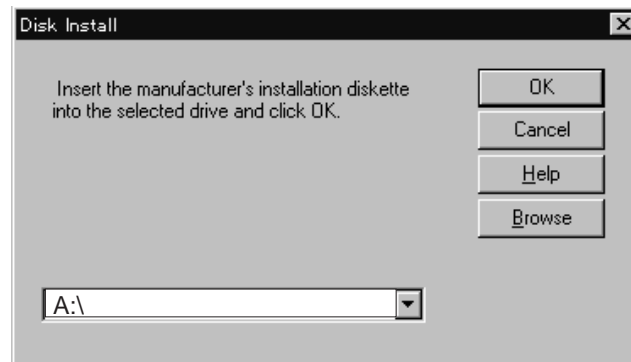 Disk Install
Insert the manufacturer's installation diskette
into the selected drive and click OK.
OK
Cancel
Help
Browse
A:\